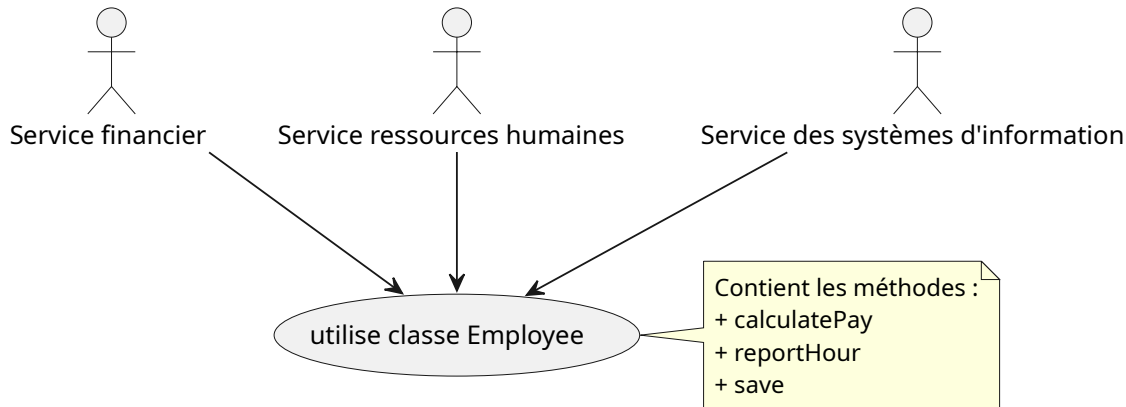 Service financier
Service ressources humaines
Service des systèmes d'information
utilise classe Employee
Contient les méthodes :
+ calculatePay
+ reportHour
+ save